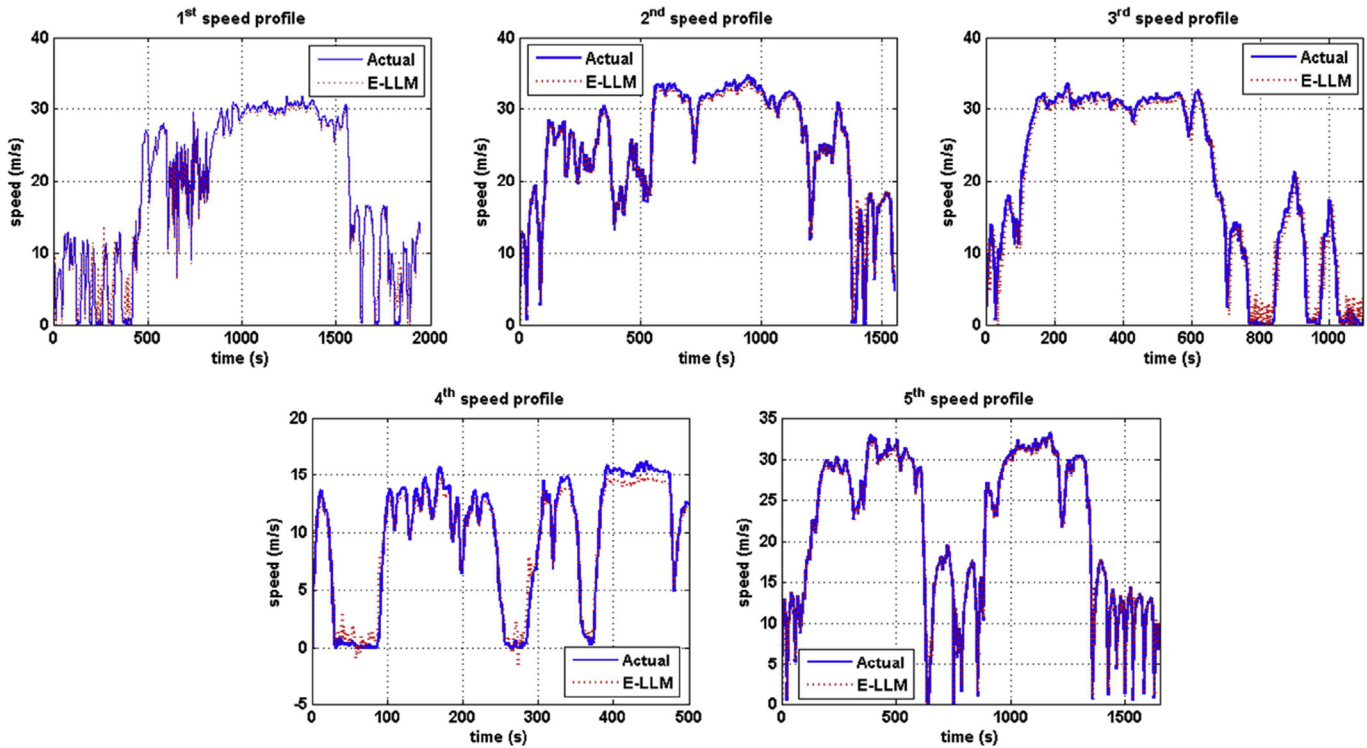 1st speed profile
40
30
20
10
0
speed (m/s)
0 500 1000 1500 2000
time (s)
Actual
E-LLM
2nd speed profile
40
30
20
10
0
speed (m/s)
0 500 1000 1500
time (s)
Actual
E-LLM
3rd speed profile
40
30
20
10
0
speed (m/s)
0 200 400 600 800 1000
time (s)
Actual
E-LLM
4th speed profile
20
15
10
5
0
-5
speed (m/s)
0 100 200 300 400 500
time (s)
Actual
E-LLM
5th speed profile
35
30
25
20
15
10
5
0
speed (m/s)
0 500 1000 1500
time (s)
Actual
E-LLM